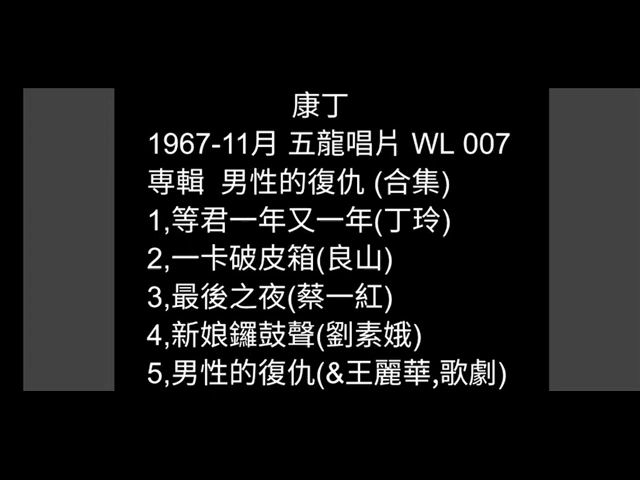 康丁
1967-11月 五龍唱片 WL 007
専輯 男性的復仇 (合集)
1,等君一年又一年(丁玲)
2,一卡破皮箱(良山)
3,最後之夜(蔡一紅)
4,新娘鑼鼓聲(劉素娥)
5,男性的復仇(&王麗華,歌劇)